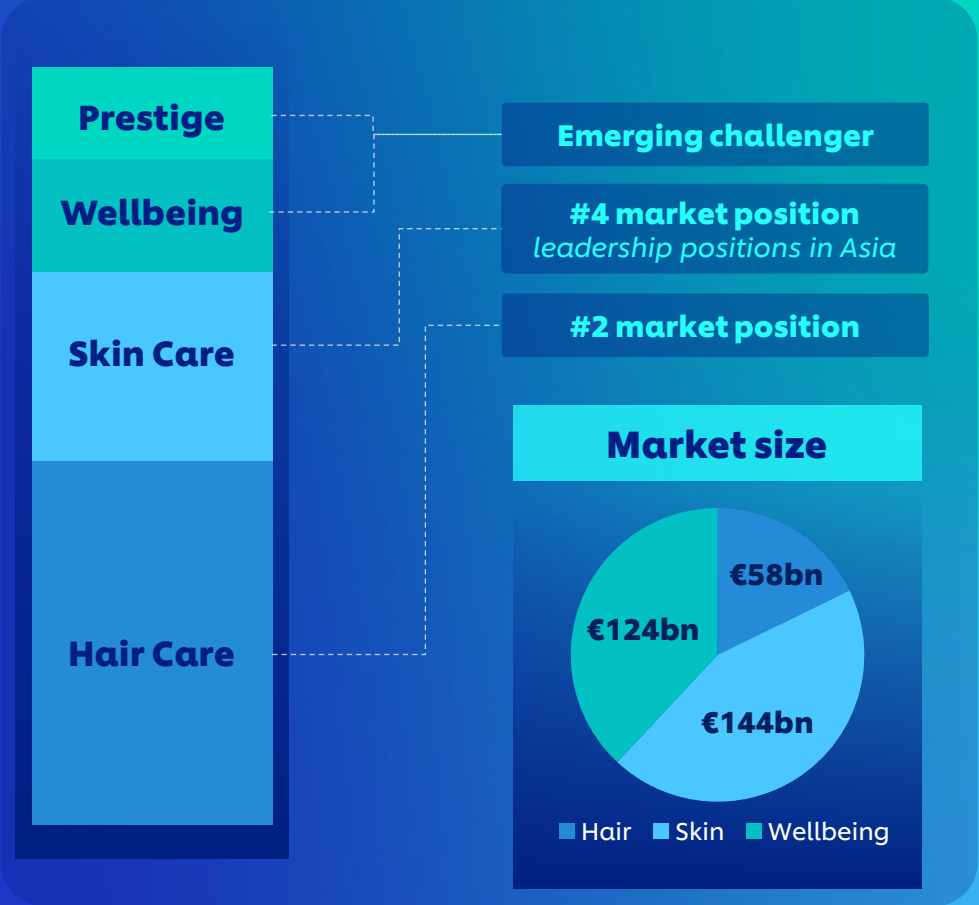 Prestige
Wellbeing
Skin Care
Hair Care
Emerging challenger
#4 market position
leadership positions in Asia
#2 market position
Market size
€58bn
€124bn
€144bn
Hair
Skin
Wellbeing